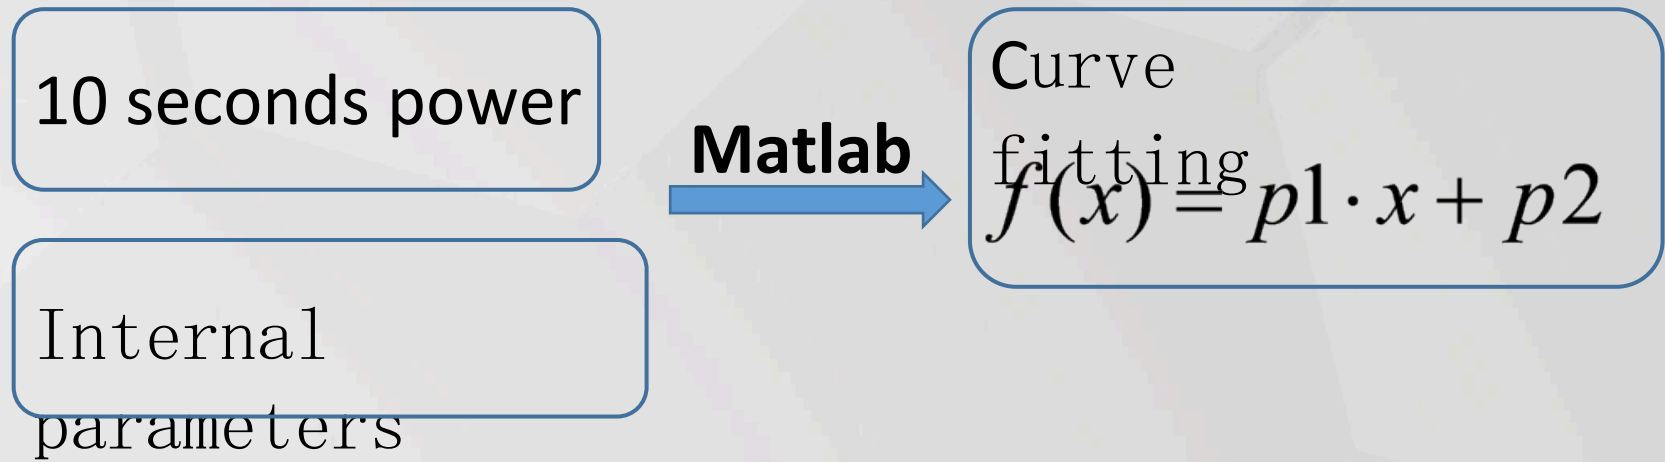 10 seconds power
Internal
parameters
Matlab
Curve
fitting
f(x) = p1 · x + p2